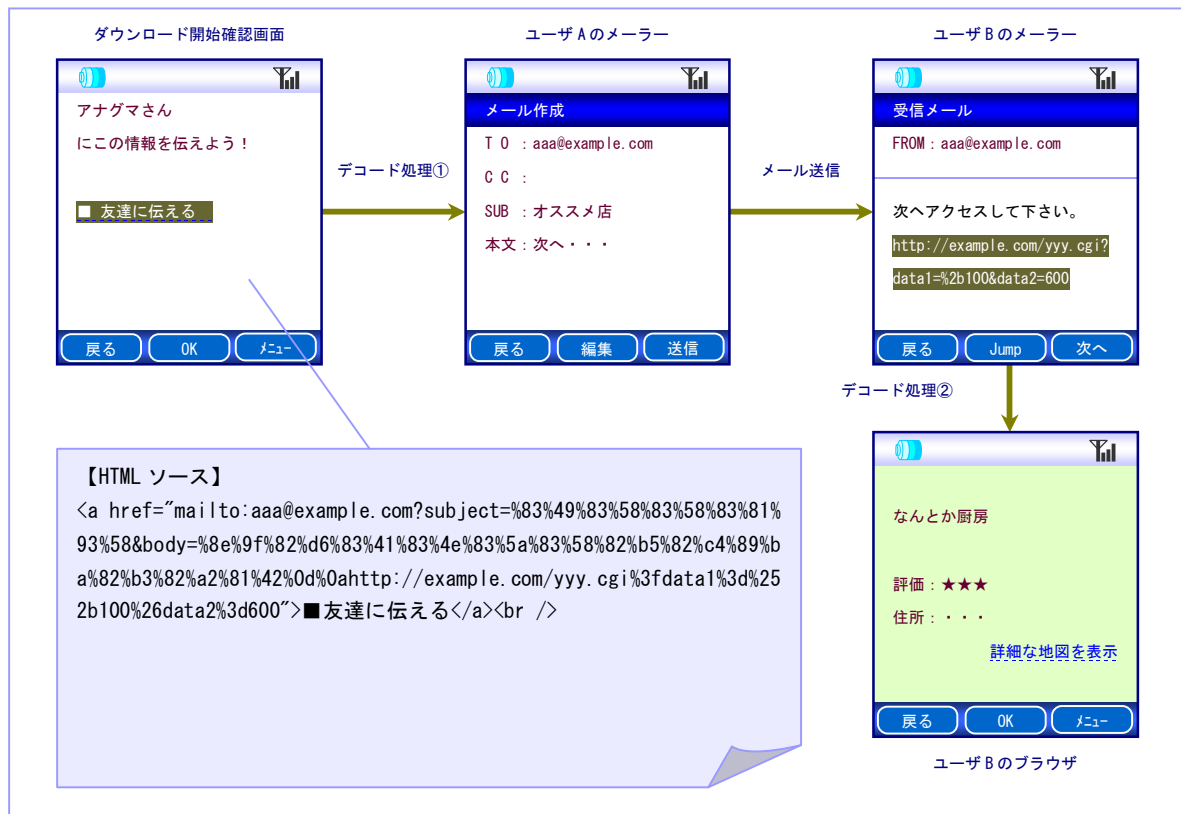 ダウンロード開始確認画面
アナグマさん
にこの情報を伝えよう！
■ 友達に伝える
戻る OK ﾒﾆｭｰ
デコード処理①
ユーザ A のメーラー
メール作成
ＴＯ ：aaa@example.com
ＣＣ ：
SUB ：オススメ店
本文：次へ・・・
戻る 編集 送信
メール送信
ユーザ B のメーラー
受信メール
FROM：aaa@example.com
次へアクセスして下さい。
http://example.com/yyy.cgi?
data1=%2b100&data2=600
戻る Jump 次へ
デコード処理②
なんとか厨房
評価：★★★
住所：・・・
詳細な地図を表示
戻る OK ﾒﾆｭｰ
ユーザ B のブラウザ
【HTML ソース】
<a href="mailto:aaa@example.com?subject=%83%49%83%58%83%58%83%81%
93%58&body=%8e%9f%82%d6%83%41%83%4e%83%5a%83%58%82%b5%82%c4%89%b
a%82%b3%82%a2%81%42%0d%0ahttp://example.com/yyy.cgi%3fdata1%3d%25
2b100%26data2%3d600">■友達に伝える</a><br />